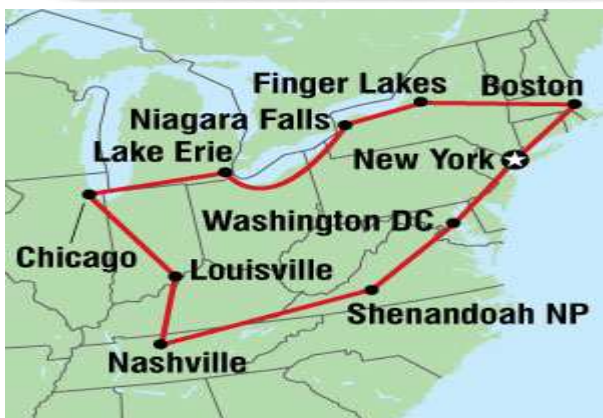 Finger Lakes
Boston
Niagara Falls
Lake Erie
New York
Washington DC
Chicago
Louisville
Shenandoah NP
Nashville